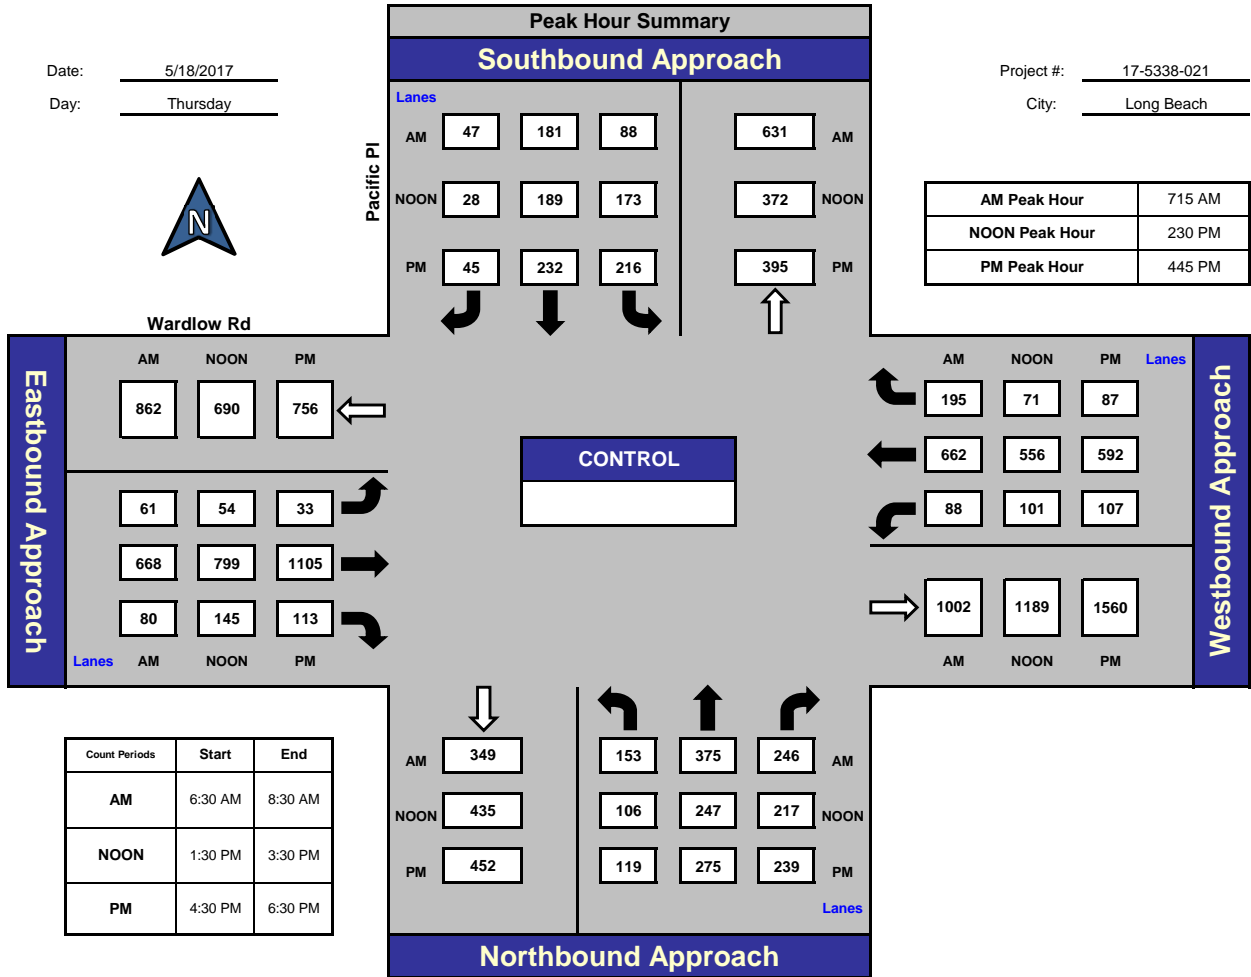 Peak Hour Summary
Southbound Approach
Date: 5/18/2017
Day: Thursday
Project #: 17-5338-021
City: Long Beach
N
Pacific Pl
Lanes
AM 47 181 88 631 AM
NOON 28 189 173 372 NOON
PM 45 232 216 395 PM
AM Peak Hour 715 AM
NOON Peak Hour 230 PM
PM Peak Hour 445 PM
Wardlow Rd
Eastbound Approach
AM NOON PM
862 690 756
61 54 33
668 799 1105
80 145 113
Lanes AM NOON PM
CONTROL
AM NOON PM Lanes
195 71 87
662 556 592
88 101 107
1002 1189 1560
AM NOON PM
Westbound Approach
AM 349 153 375 246 AM
NOON 435 106 247 217 NOON
PM 452 119 275 239 PM
Lanes
Count Periods Start End
AM 6:30 AM 8:30 AM
NOON 1:30 PM 3:30 PM
PM 4:30 PM 6:30 PM
Northbound Approach